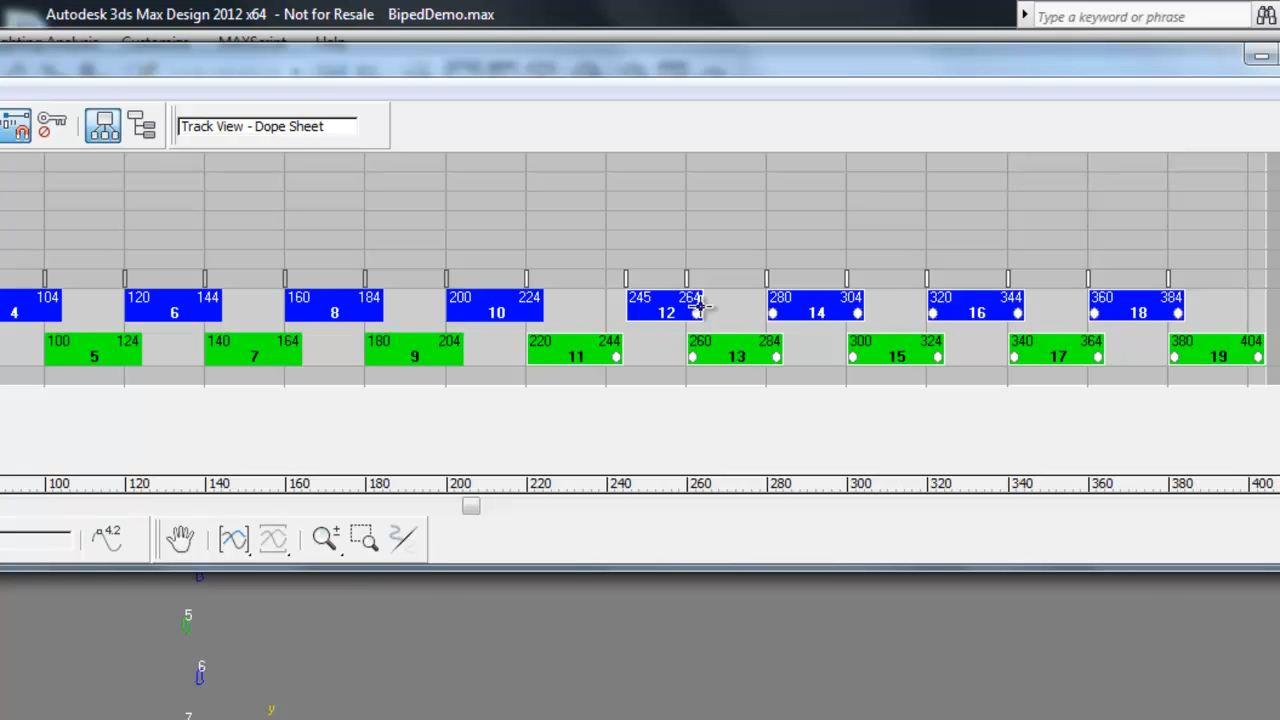 Autodesk 3ds Max Design 2012 x64 - Not for Resale BipedDemo.max
Type a keyword or phrase
Customize MAXScript Help
Track View - Dope Sheet
104 120 144 160 184 200 224 245 264 280 304 320 344 360 384
4 6 8 10 12 14 16 18
100 124 140 164 180 204 220 244 260 284 300 324 340 364 380 404
5 7 9 11 13 15 17 19
100 120 140 160 180 200 220 240 260 280 300 320 340 360 380 400
4.2
5
6
7
y